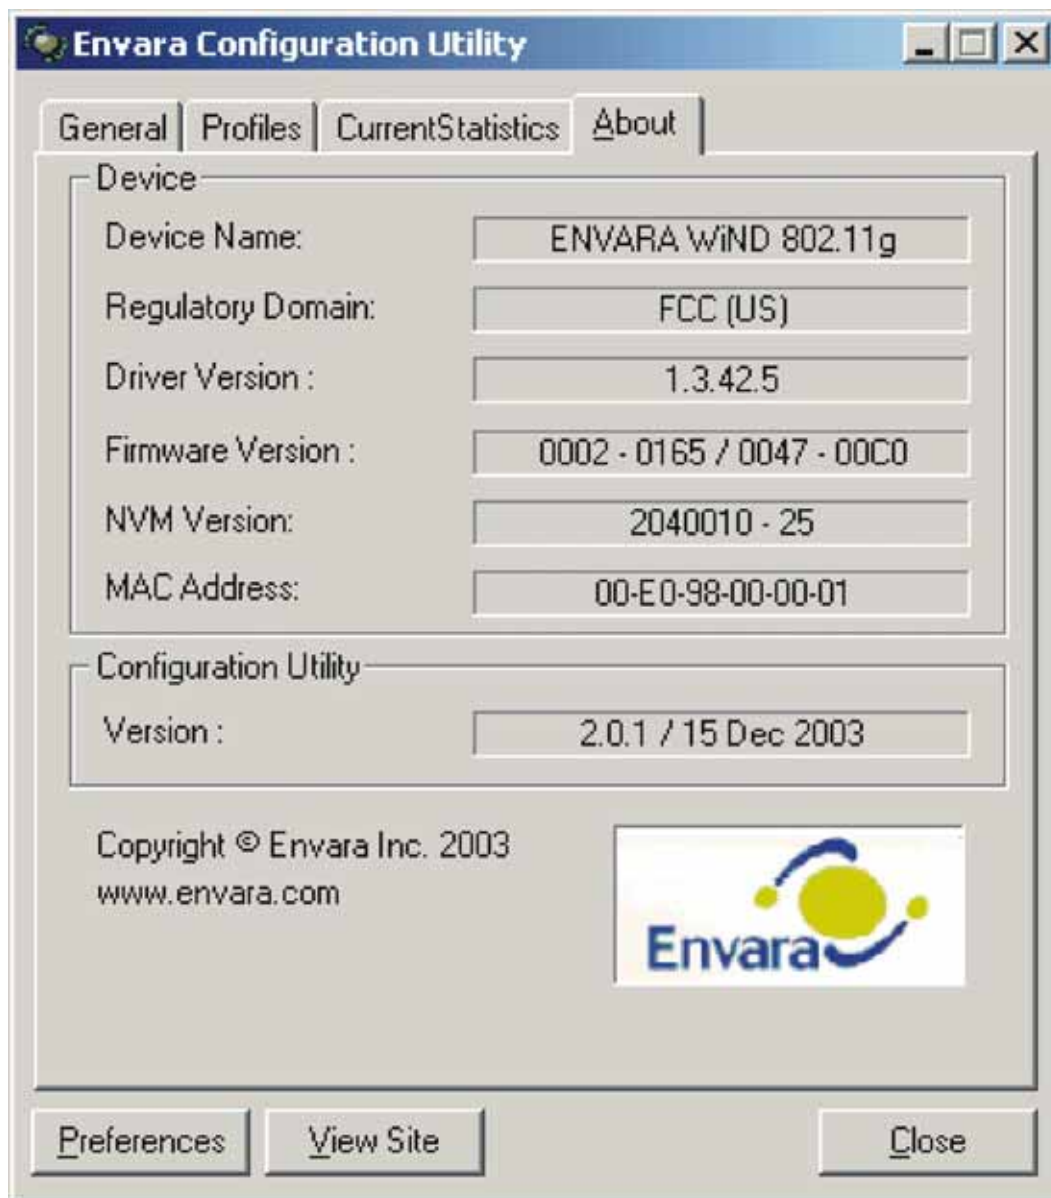 Envara Configuration Utility
General Profiles CurrentStatistics About
Device
Device Name: ENVARA WiND 802.11g
Regulatory Domain: FCC (US)
Driver Version : 1.3.42.5
Firmware Version : 0002 - 0165 / 0047 - 00C0
NVM Version: 2040010 - 25
MAC Address: 00-E0-98-00-00-01
Configuration Utility
Version : 2.0.1 / 15 Dec 2003
Copyright © Envara Inc. 2003
www.envara.com
Envara
Preferences View Site Close